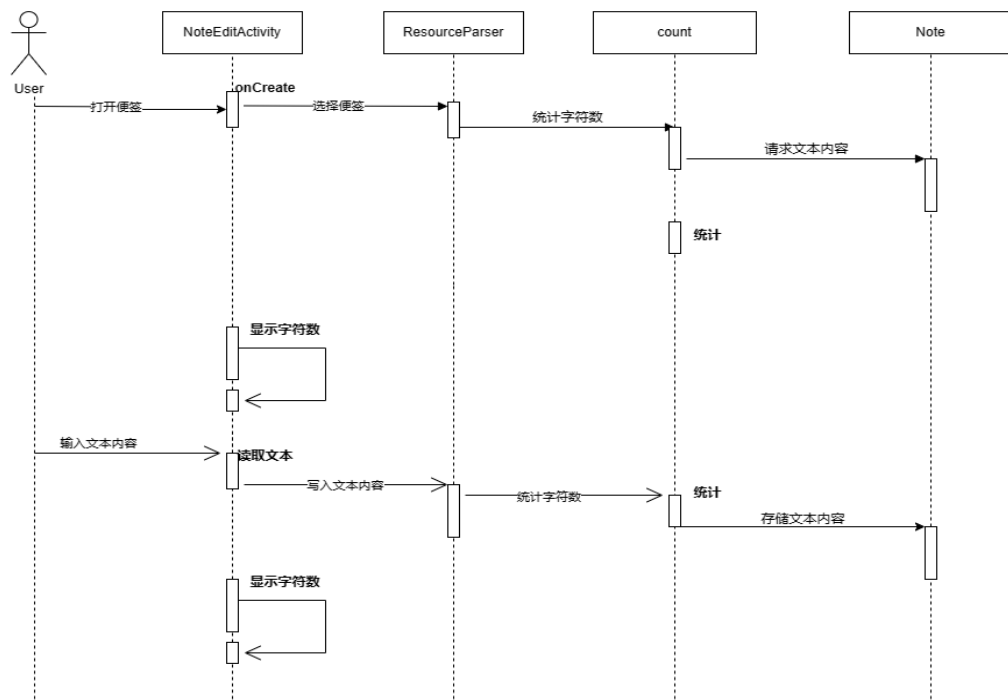 NoteEditActivity
ResourceParser
count
Note
User
onCreate
打开便签
选择便签
统计字符数
请求文本内容
统计
显示字符数
输入文本内容
读取文本
写入文本内容
统计字符数
统计
存储文本内容
显示字符数